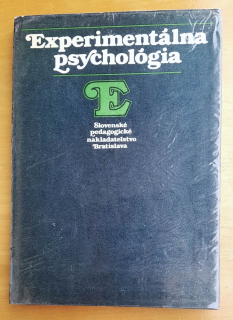 Experimentálna
psychológia
E
Slovenské
pedagogické
nakladateľstvo
Bratislava